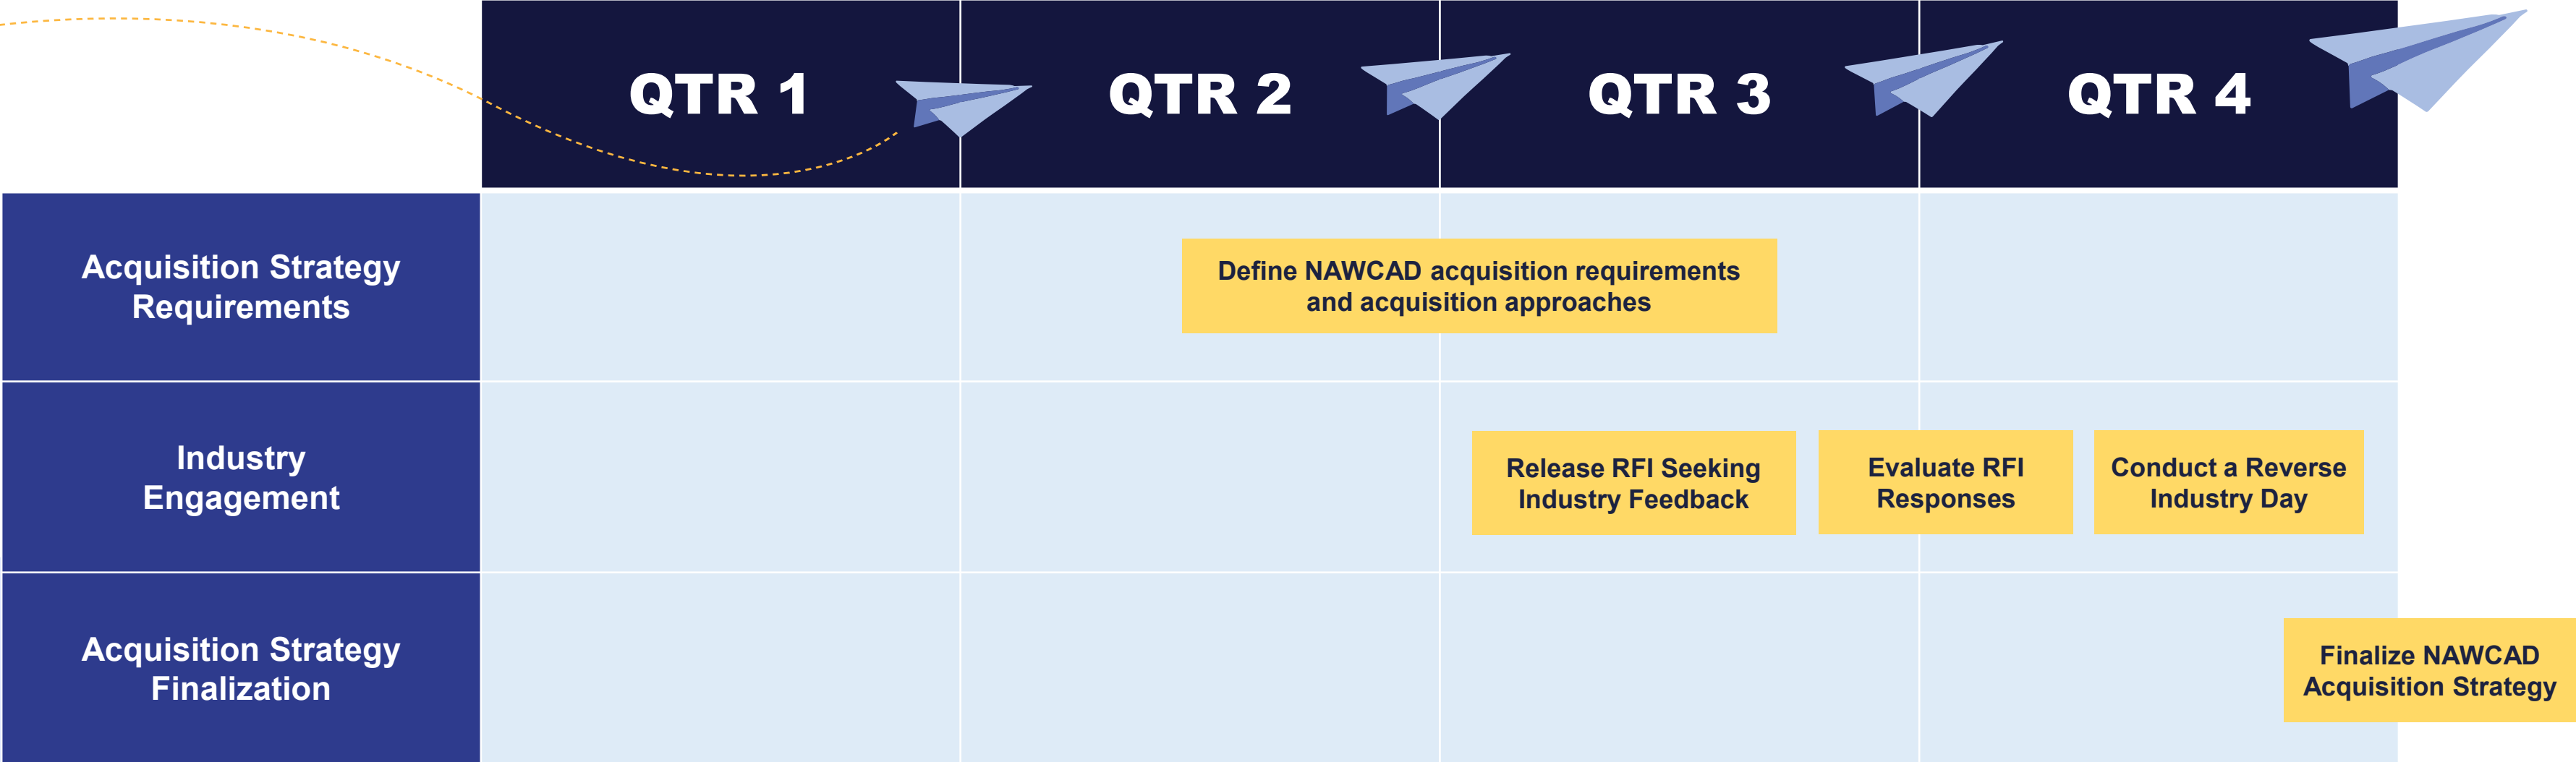 QTR 1
QTR 2
QTR 3
QTR 4
Acquisition Strategy
Requirements
Define NAWCAD acquisition requirements
and acquisition approaches
Industry
Engagement
Release RFI Seeking
Industry Feedback
Evaluate RFI
Responses
Conduct a Reverse
Industry Day
Acquisition Strategy
Finalization
Finalize NAWCAD
Acquisition Strategy